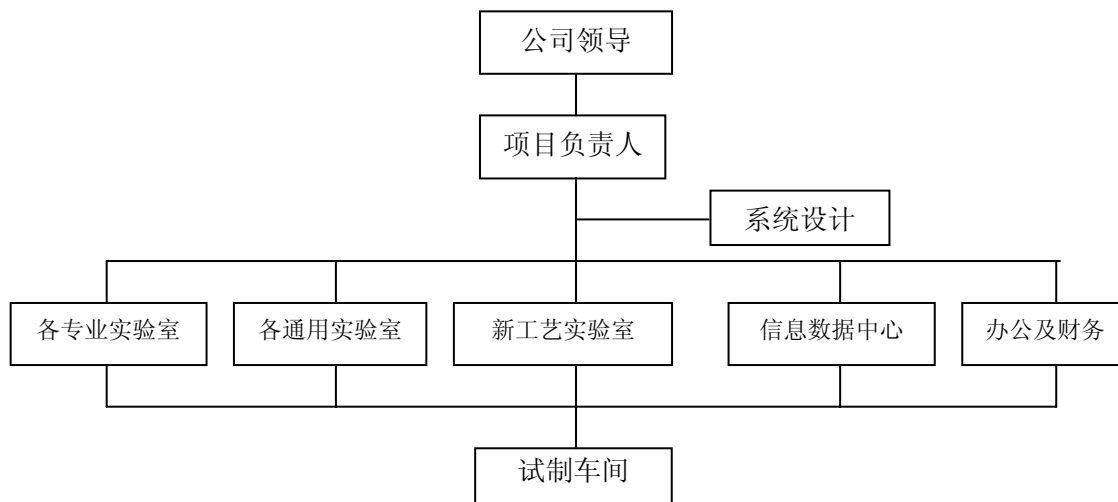 公司领导
项目负责人
系统设计
各专业实验室
各通用实验室
新工艺实验室
信息数据中心
办公及财务
试制车间